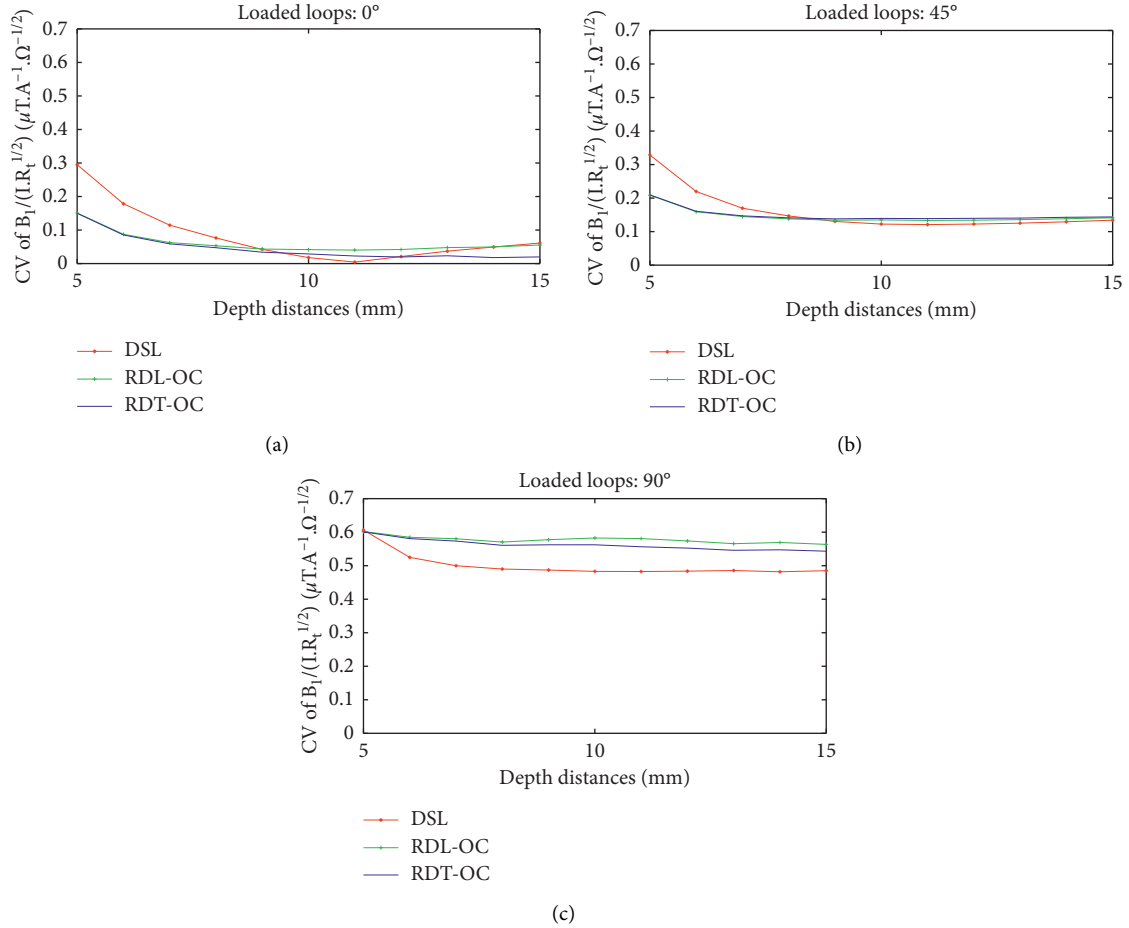 Loaded loops: 0°
CV of B₁/(I.Rₜ¹/²) (μT.A⁻¹.Ω⁻¹/²)
0.7
0.6
0.5
0.4
0.3
0.2
0.1
0
5 10 15
Depth distances (mm)
DSL
RDL-OC
RDT-OC
(a)
Loaded loops: 45°
CV of B₁/(I.Rₜ¹/²) (μT.A⁻¹.Ω⁻¹/²)
0.7
0.6
0.5
0.4
0.3
0.2
0.1
0
5 10 15
Depth distances (mm)
DSL
RDL-OC
RDT-OC
(b)
Loaded loops: 90°
CV of B₁/(I.Rₜ¹/²) (μT.A⁻¹.Ω⁻¹/²)
0.7
0.6
0.5
0.4
0.3
0.2
0.1
0
5 10 15
Depth distances (mm)
DSL
RDL-OC
RDT-OC
(c)